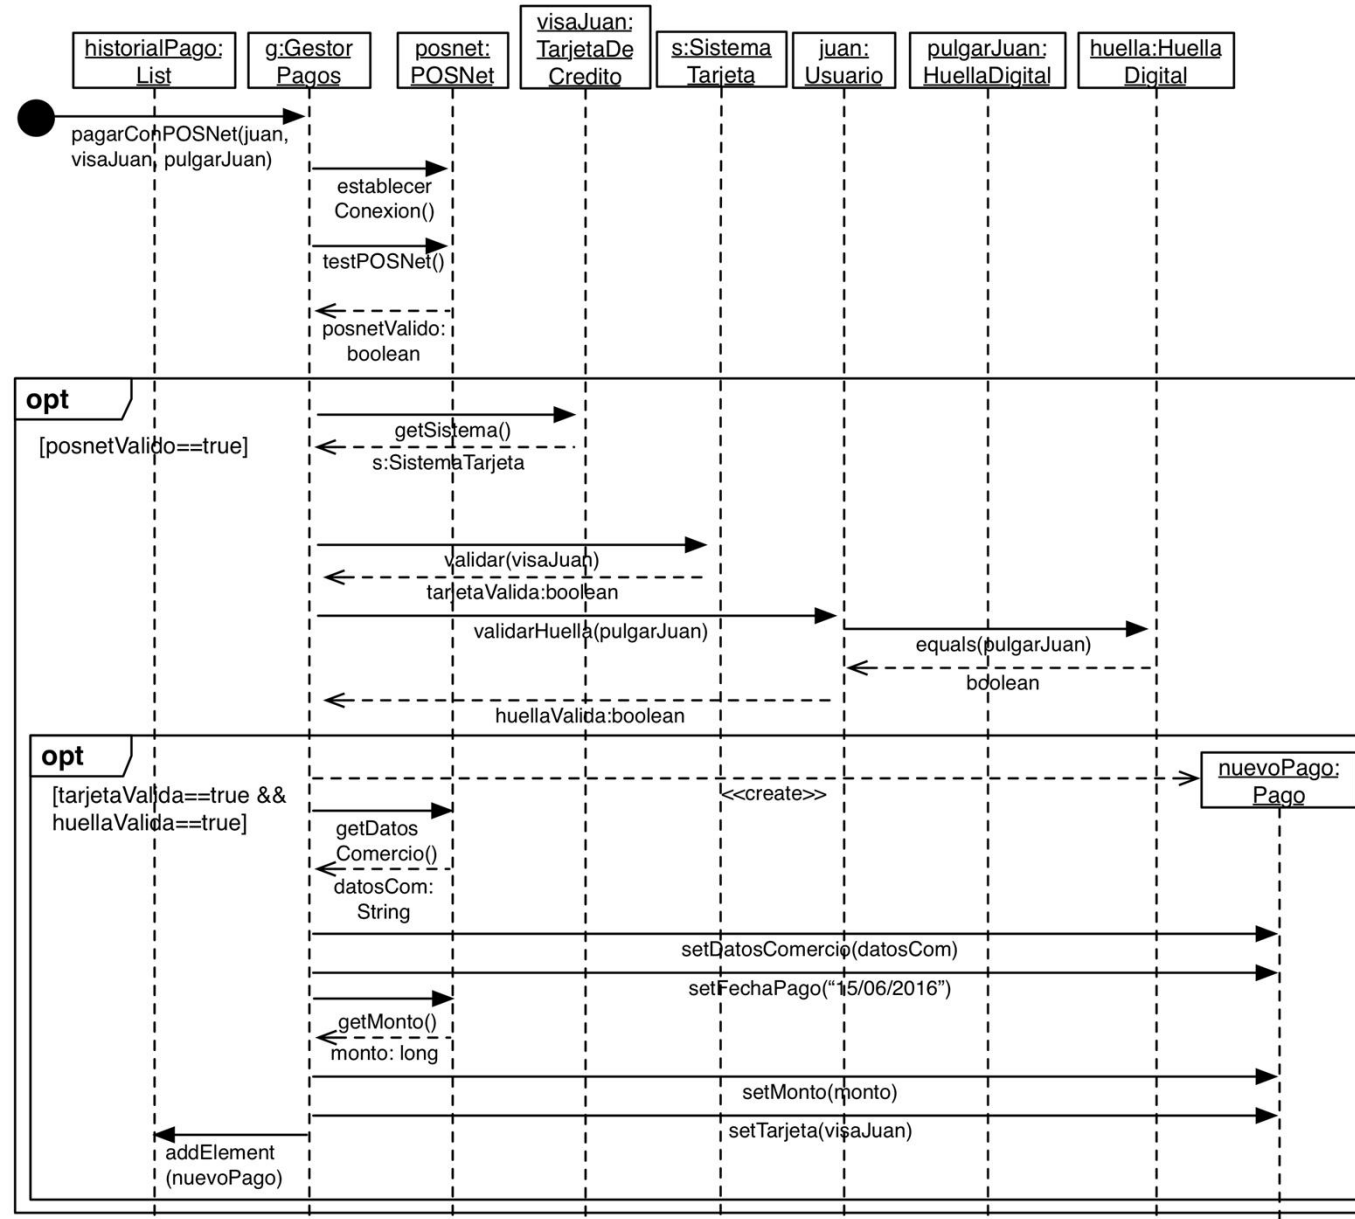 historialPago:
List
g:Gestor
Pagos
posnet:
POSNet
visaJuan:
TarjetaDe
Credito
s:Sistema
Tarjeta
juan:
Usuario
pulgarJuan:
HuellaDigital
huella:Huella
Digital
pagarConPOSNet(juan,
visaJuan, pulgarJuan)
establecer
Conexion()
testPOSNet()
posnetValido:
boolean
opt
[posnetValido==true]
getSistema()
s:SistemaTarjeta
validar(visaJuan)
tarjetaValida:boolean
validarHuella(pulgarJuan)
equals(pulgarJuan)
boolean
huellaValida:boolean
opt
[tarjetaValida==true &&
huellaValida==true]
<<create>>
nuevoPago:
Pago
getDatos
Comercio()
datosCom:
String
setDatosComercio(datosCom)
setFechaPago(“15/06/2016”)
getMonto()
monto: long
setMonto(monto)
setTarjeta(visaJuan)
addElement
(nuevoPago)